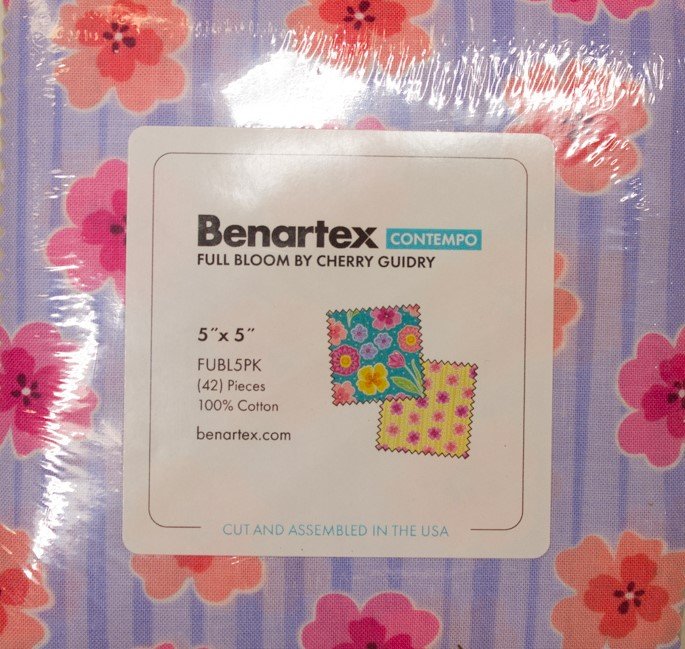 Benartex CONTEMPO
FULL BLOOM BY CHERRY GUIDRY
5″x 5″
FUBL5PK
(42) Pieces
100% Cotton
benartex.com
CUT AND ASSEMBLED IN THE USA